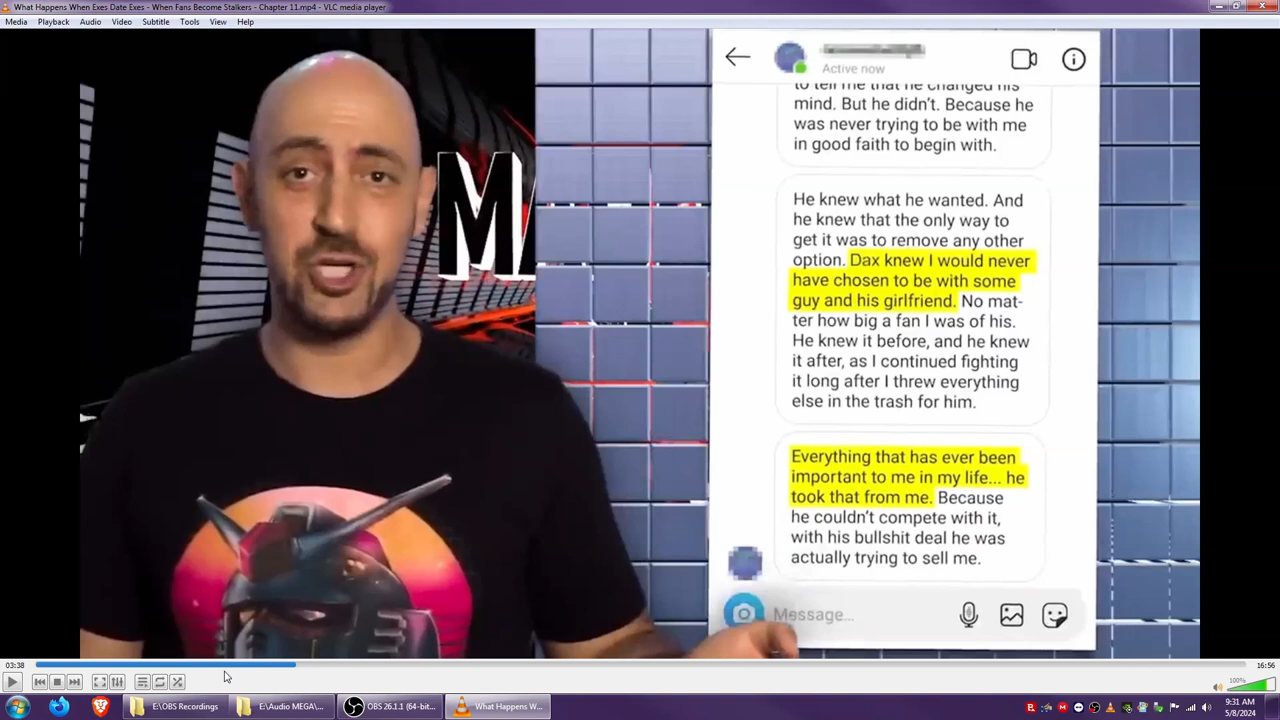 What Happens When Exes Date Exes - When Fans Become Stalkers - Chapter 11.mp4 - VLC media player
Media Playback Audio Video Subtitle Tools View Help
Active now
to tell me that he changed his
mind. But he didn't. Because he
was never trying to be with me
in good faith to begin with.
He knew what he wanted. And
he knew that the only way to
get it was to remove any other
option. Dax knew I would never
have chosen to be with some
guy and his girlfriend. No mat-
ter how big a fan I was of his.
He knew it before, and he knew
it after, as I continued fighting
it long after I threw everything
else in the trash for him.
Everything that has ever been
important to me in my life... he
took that from me. Because
he couldn't compete with it,
with his bullshit deal he was
actually trying to sell me.
Message...
M
03:38
16:56
100%
E:\OBS Recordings
E:\Audio MEGA\...
OBS 26.1.1 (64-bit...
What Happens W...
9:31 AM
5/8/2024